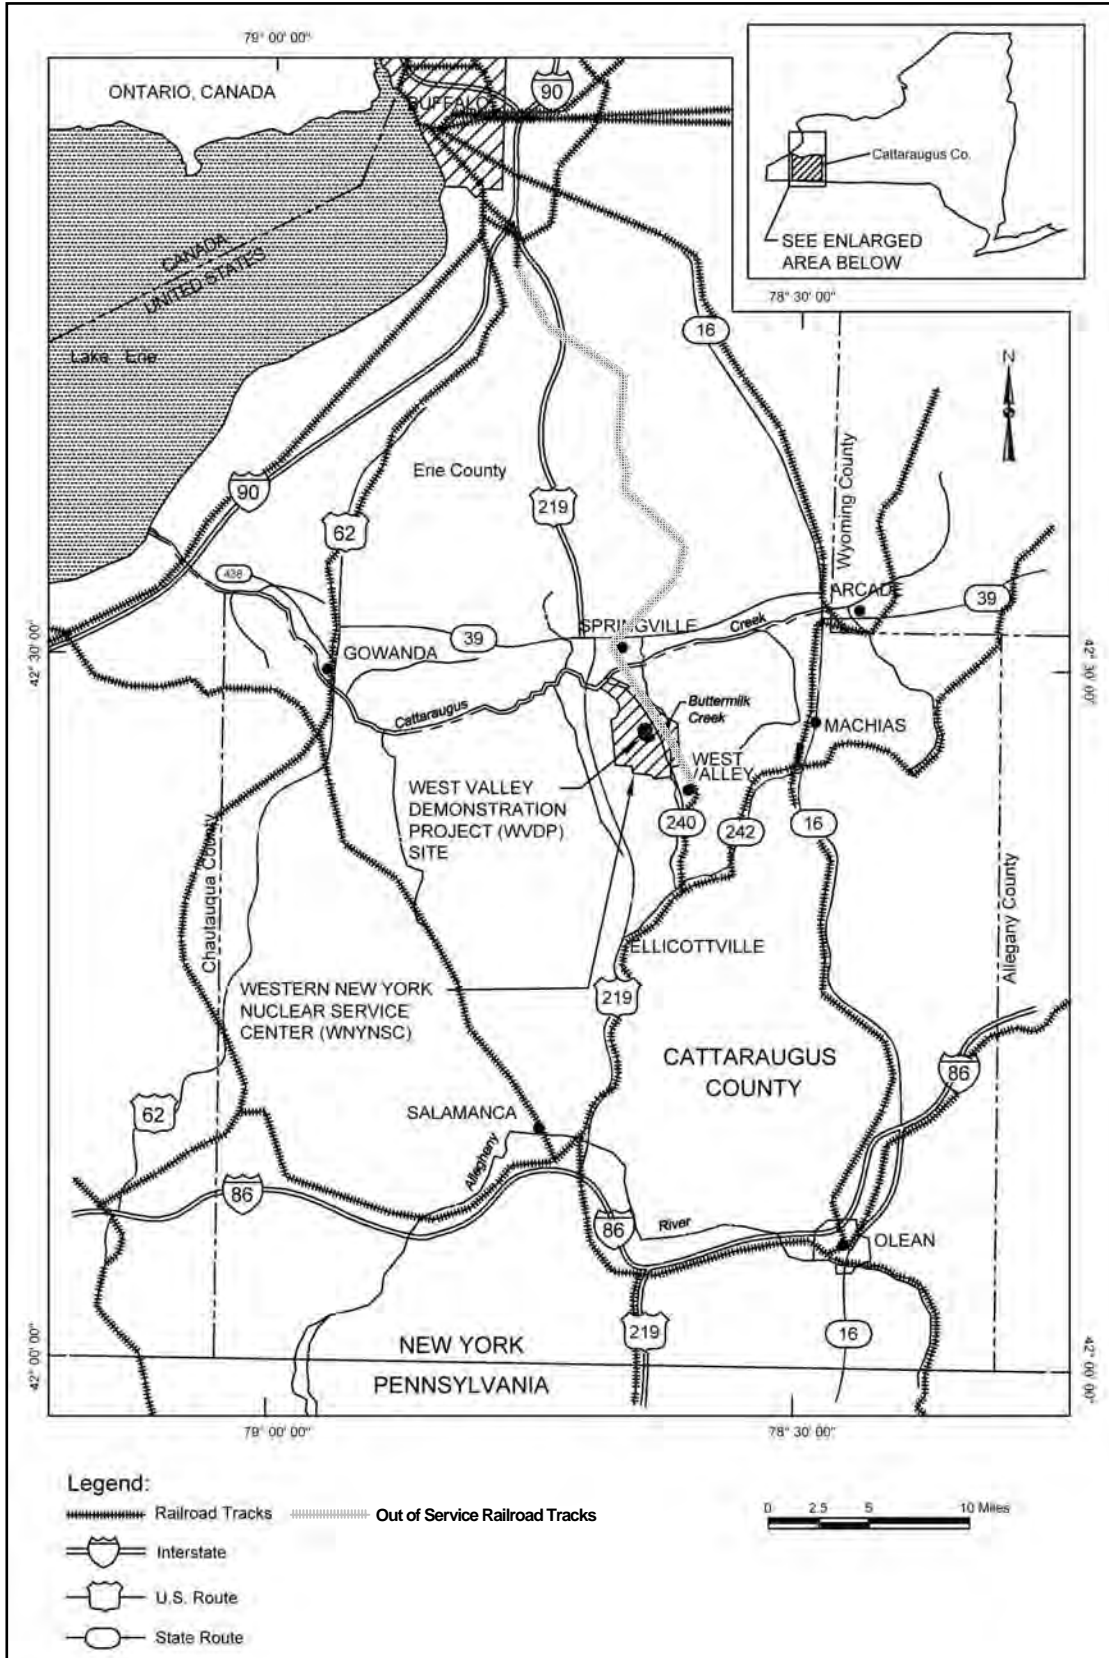 79° 00' 00"
ONTARIO, CANADA
BUFFALO
90
Cattaraugus Co.
SEE ENLARGED
AREA BELOW
CANADA
UNITED STATES
78° 30' 00"
16
Lake Erie
N
Erie County
Wyoming County
90
62
219
438
ARCAD
39
39
SPRINGVILLE
Creek
42° 30' 00"
GOWANDA
42° 30' 00"
Cattaraugus
Buttermilk
Creek
MACHIAS
WEST
VALLEY
WEST VALLEY
DEMONSTRATION
PROJECT (WVDP)
SITE
240
242
16
Chautauqua County
Allegany County
ELLICOTTVILLE
WESTERN NEW YORK
NUCLEAR SERVICE
CENTER (WNYNSC)
219
CATTARAUGUS
COUNTY
86
62
SALAMANCA
Allegheny
86
86
River
OLEAN
219
16
42° 00' 00"
NEW YORK
PENNSYLVANIA
42° 00' 00"
79° 00' 00"
78° 30' 00"
Legend:
Railroad Tracks
Out of Service Railroad Tracks
0 2.5 5 10 Miles
Interstate
U.S. Route
State Route